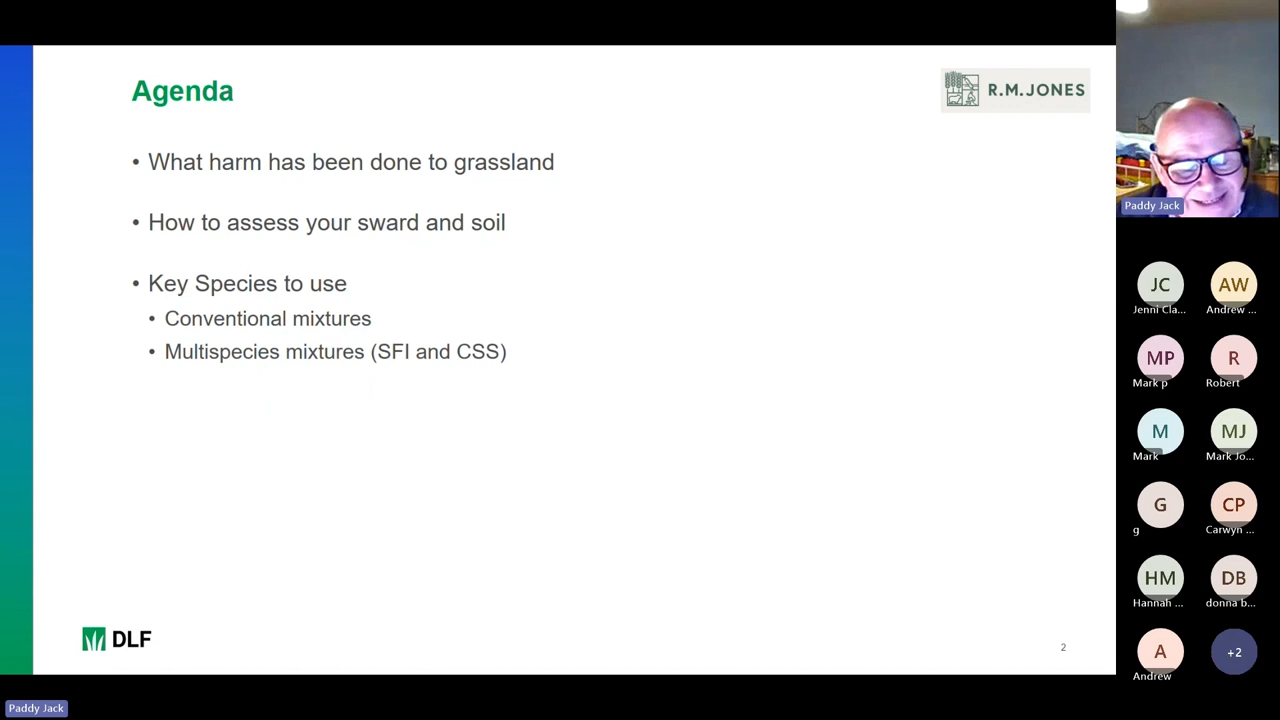 Agenda
R.M.JONES
• What harm has been done to grassland
• How to assess your sward and soil
• Key Species to use
• Conventional mixtures
• Multispecies mixtures (SFI and CSS)
DLF
2
Paddy Jack
JC
Jenni Cla...
AW
Andrew ...
MP
Mark p
R
Robert
M
Mark
MJ
Mark Jo...
G
g
CP
Carwyn ...
HM
Hannah ...
DB
donna b...
A
Andrew
+2
Paddy Jack